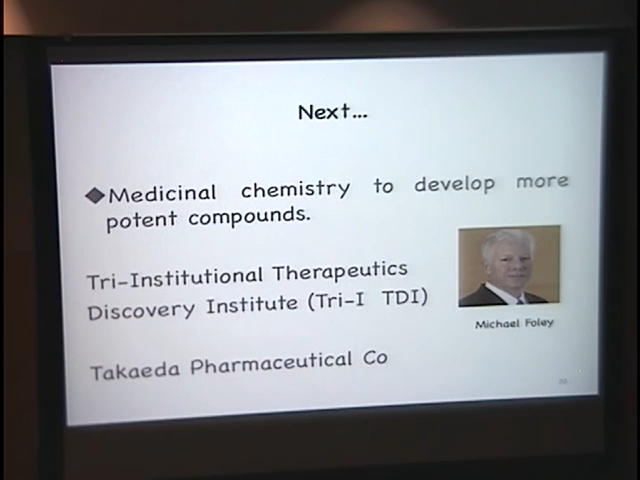 Next...
◆Medicinal chemistry to develop more
potent compounds.
Tri-Institutional Therapeutics
Discovery Institute (Tri-I TDI)
Michael Foley
Takaeda Pharmaceutical Co